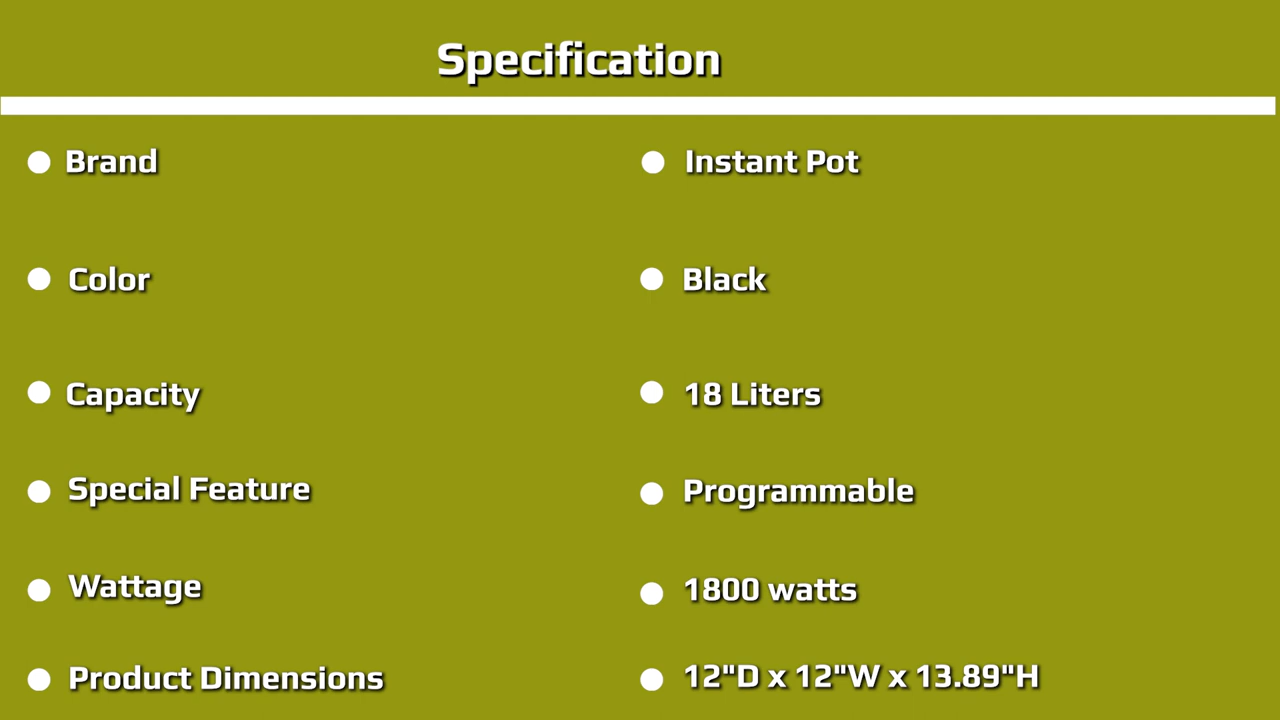 Specification
Brand
Instant Pot
Color
Black
Capacity
18 Liters
Special Feature
Programmable
Wattage
1800 watts
Product Dimensions
12"D x 12"W x 13.89"H